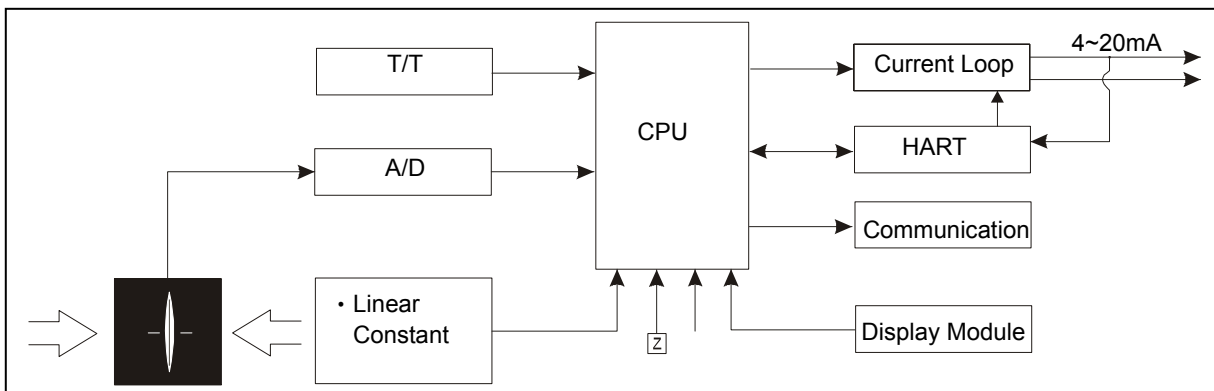 T/T
CPU
Current Loop
4~20mA
HART
A/D
Communication
· Linear
Constant
Z
Display Module